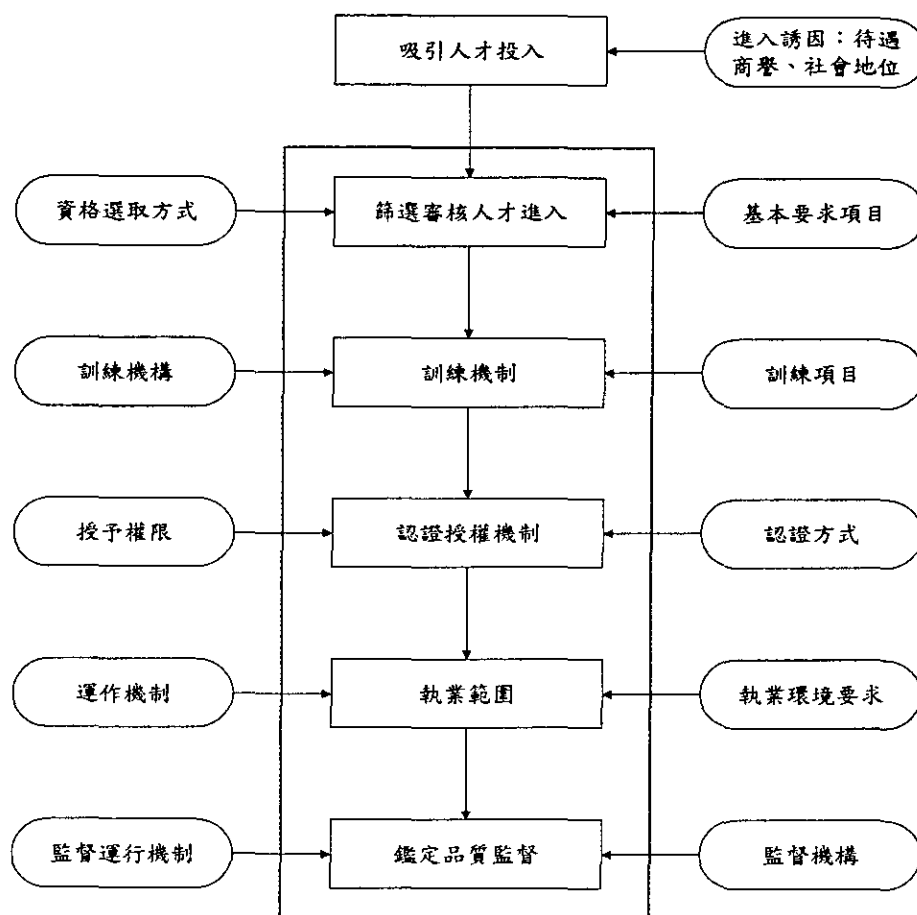 吸引人才投入
進入誘因：待遇
商譽、社會地位
資格選取方式
篩選審核人才進入
基本要求項目
訓練機構
訓練機制
訓練項目
授予權限
認證授權機制
認證方式
運作機制
執業範圍
執業環境要求
監督運行機制
鑑定品質監督
監督機構